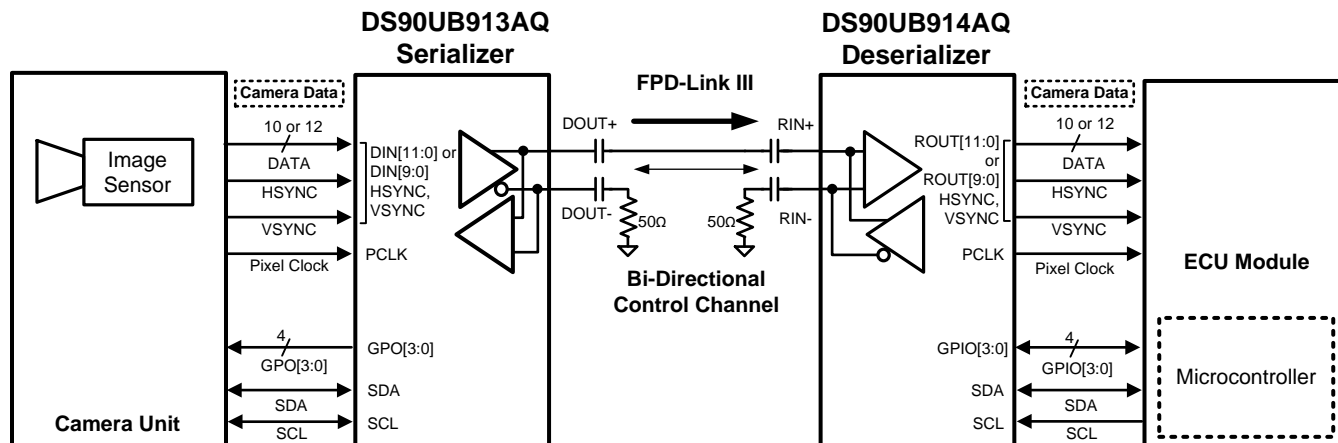 DS90UB913AQ
Serializer
DS90UB914AQ
Deserializer
Camera Data
FPD-Link III
Camera Data
Image
Sensor
10 or 12
DATA
HSYNC
VSYNC
Pixel Clock
DIN[11:0] or
DIN[9:0]
HSYNC,
VSYNC
PCLK
DOUT+
DOUT-
50Ω
RIN+
RIN-
50Ω
Bi-Directional
Control Channel
ROUT[11:0]
or
ROUT[9:0]
HSYNC,
VSYNC
PCLK
10 or 12
DATA
HSYNC
VSYNC
Pixel Clock
ECU Module
4
GPO[3:0]
GPO[3:0]
SDA
SDA
SCL
SCL
Camera Unit
GPIO[3:0]
4
GPIO[3:0]
SDA
SDA
SCL
SCL
Microcontroller